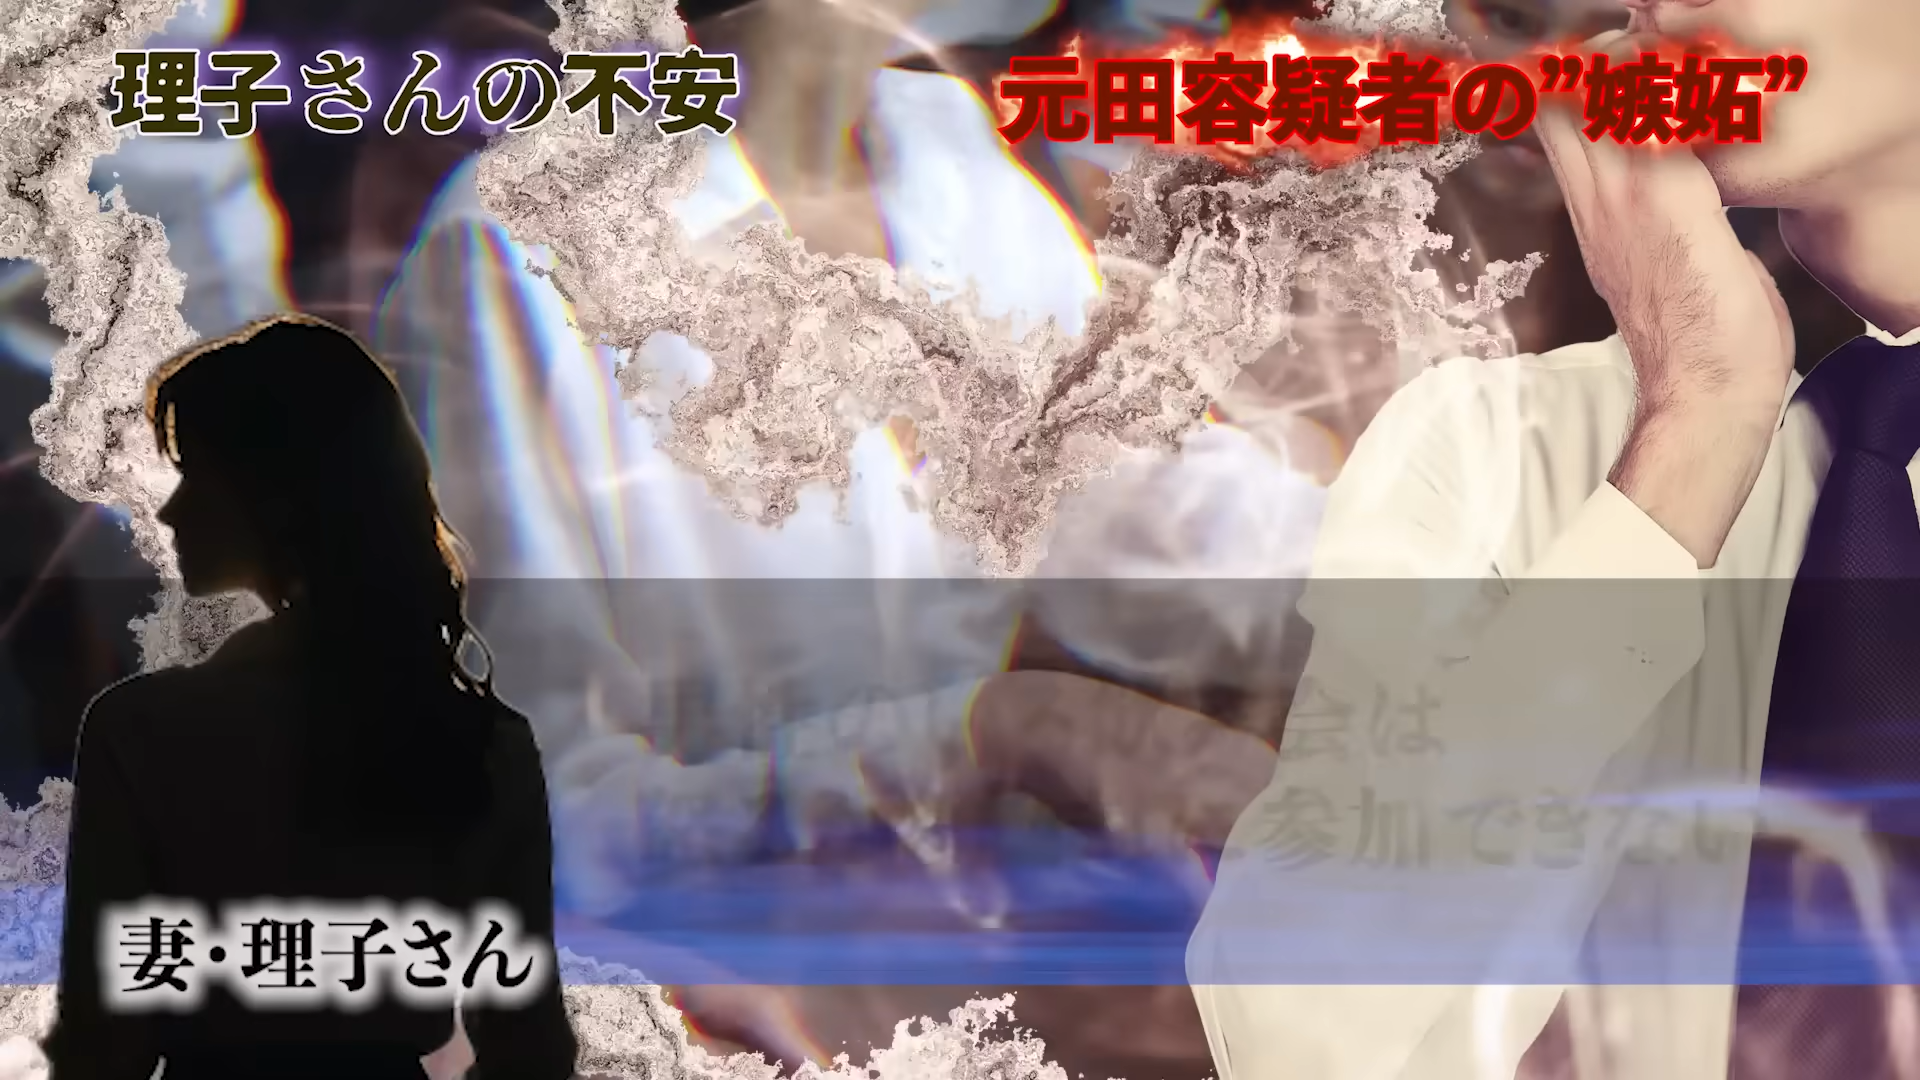 理子さんの不安
元田容疑者の”嫉妬”
会は
参加できない
妻・理子さん